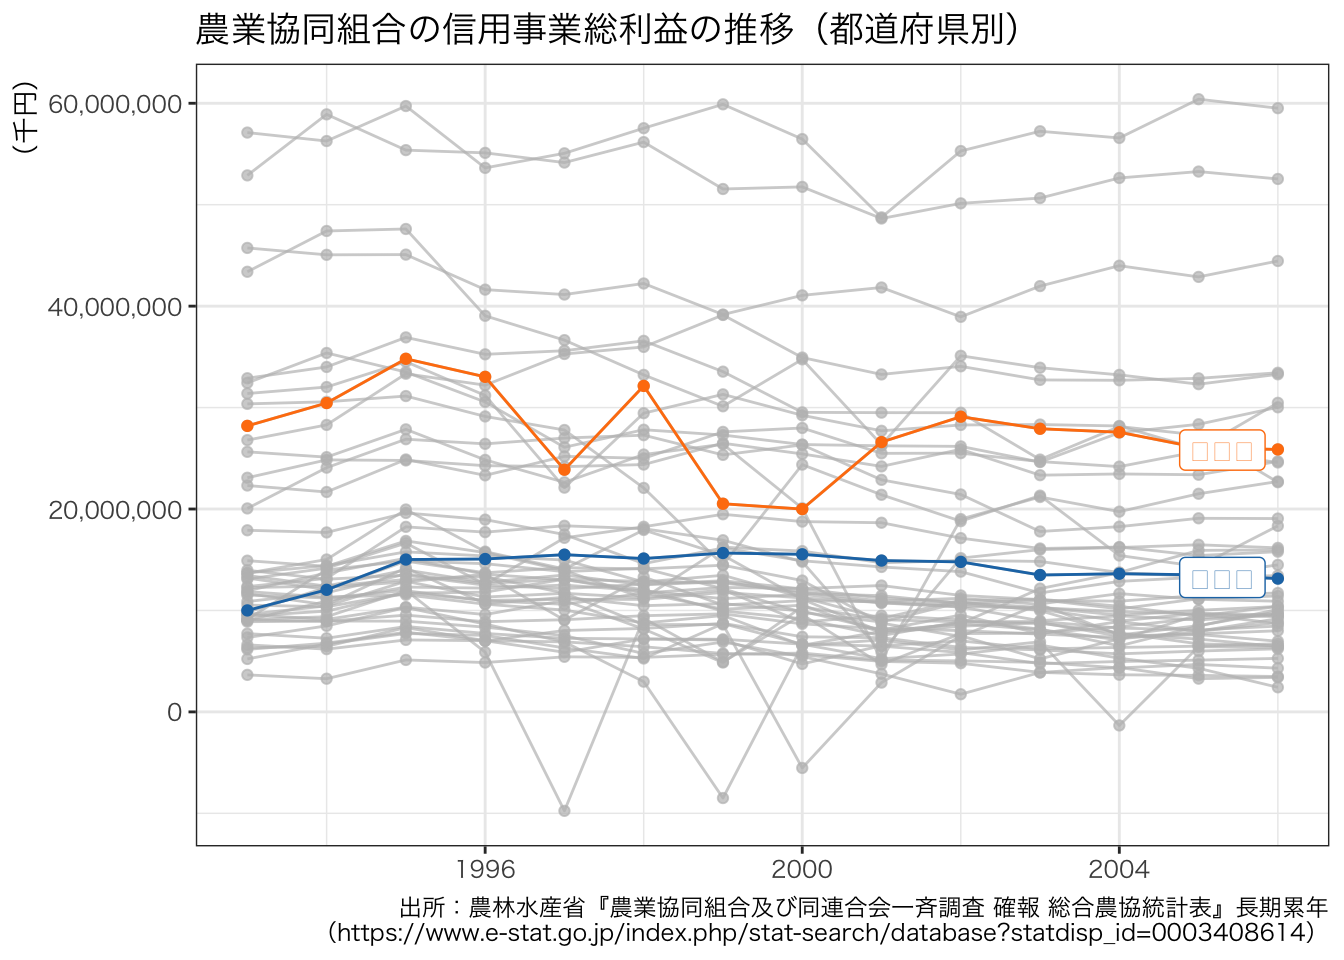 農業協同組合の信用事業総利益の推移（都道府県別）
（千円）
60,000,000
40,000,000
20,000,000
0
1996
2000
2004
出所：農林水産省『農業協同組合及び同連合会一斉調査 確報 総合農協統計表』長期累年
（https://www.e-stat.go.jp/index.php/stat-search/database?statdisp_id=0003408614）